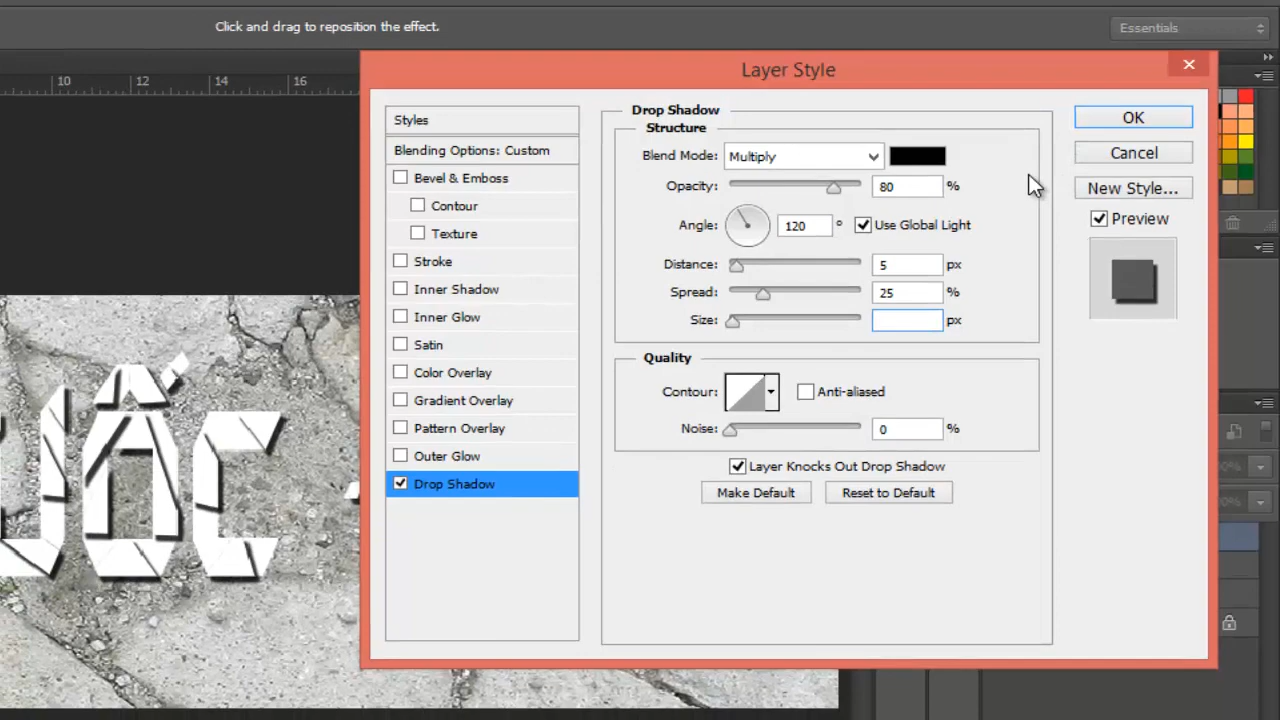 Click and drag to reposition the effect.
Essentials
10 12 14 16
Layer Style
Styles
Blending Options: Custom
Bevel & Emboss
Contour
Texture
Stroke
Inner Shadow
Inner Glow
Satin
Color Overlay
Gradient Overlay
Pattern Overlay
Outer Glow
Drop Shadow
Drop Shadow
Structure
Blend Mode: Multiply
Opacity: 80 %
Angle: 120 ° Use Global Light
Distance: 5 px
Spread: 25 %
Size: px
Quality
Contour: Anti-aliased
Noise: 0 %
Layer Knocks Out Drop Shadow
Make Default Reset to Default
OK
Cancel
New Style...
Preview